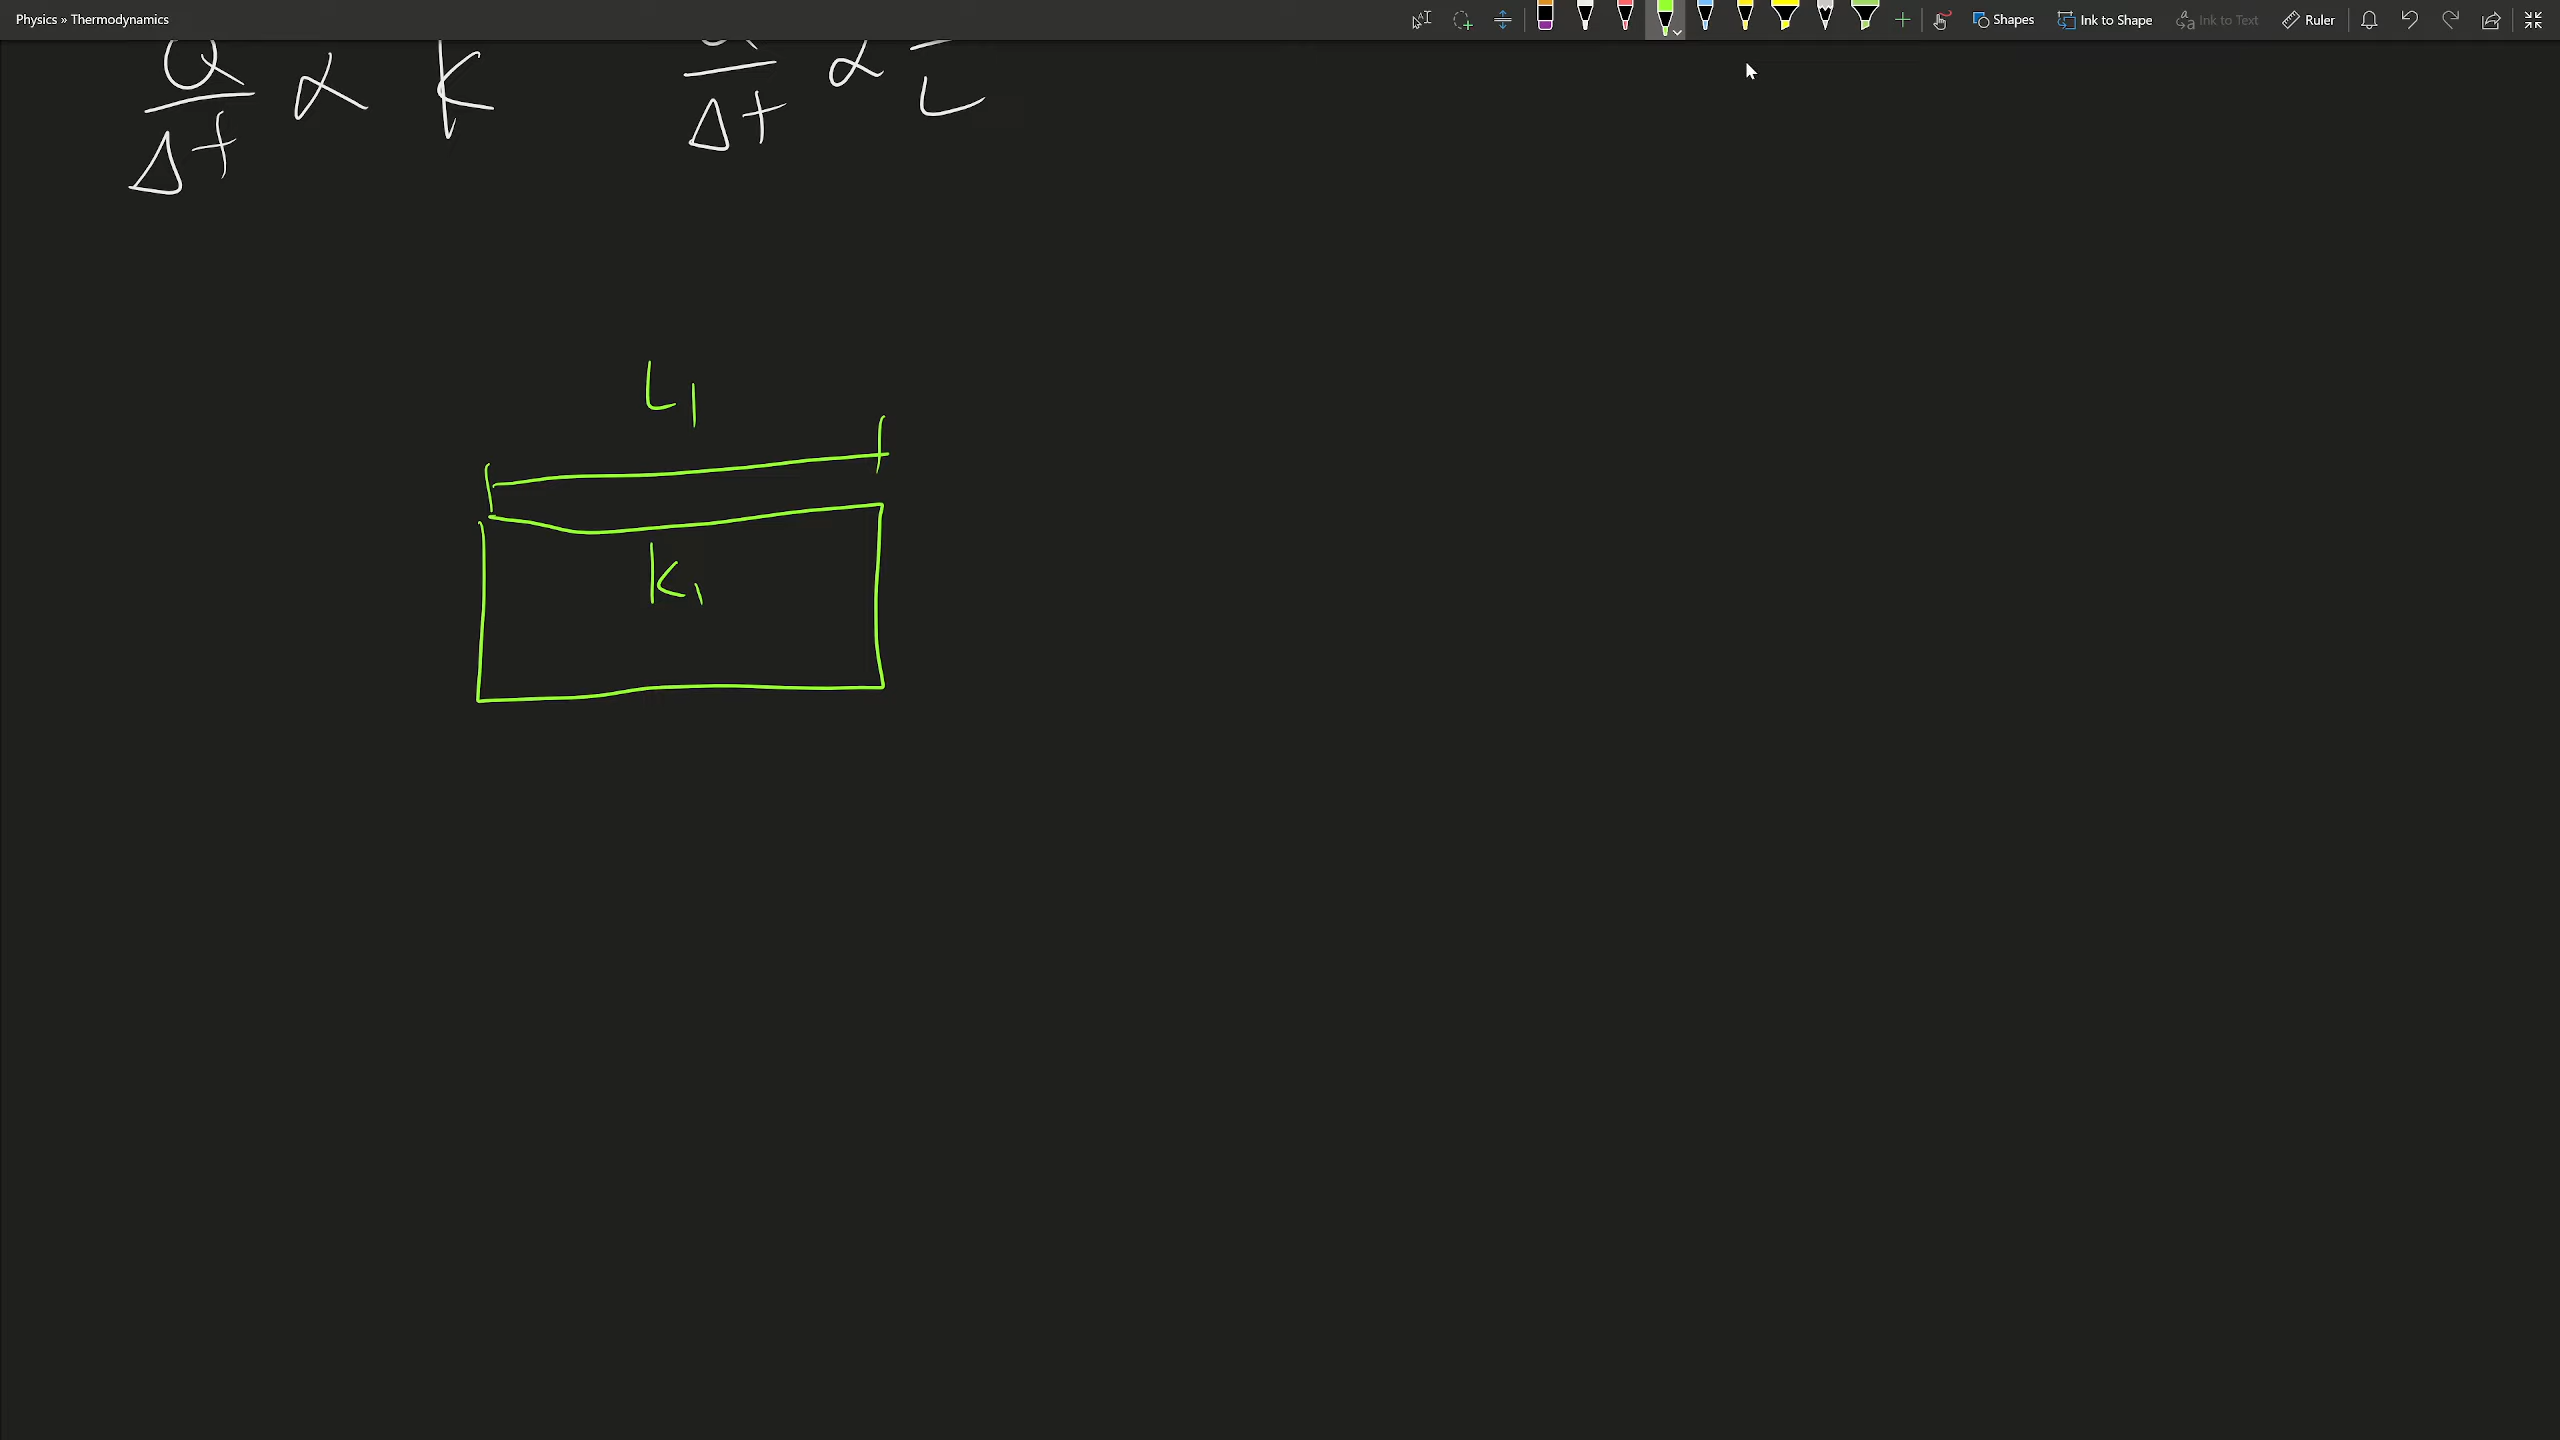 Physics » Thermodynamics
Shapes Ink to Shape Ink to Text Ruler
Q/Δt ∝ K
/Δt ∝ /L
L₁
K₁